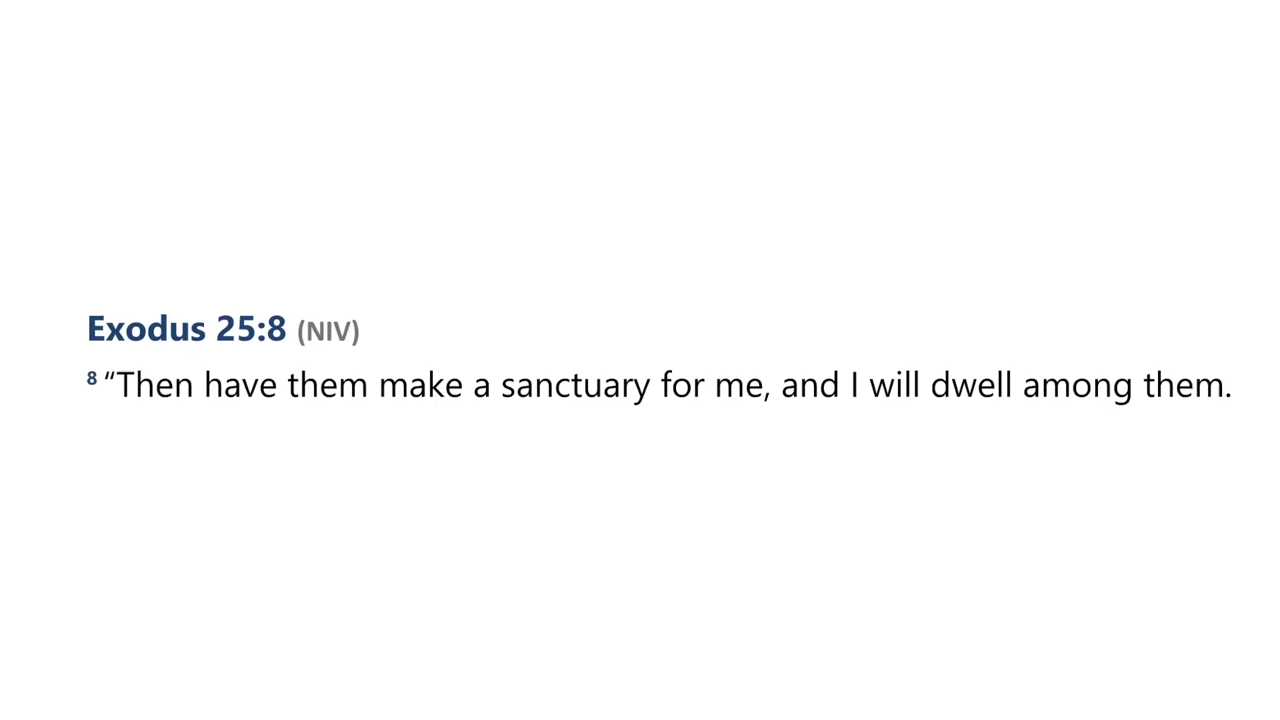 Exodus 25:8 (NIV)
8 “Then have them make a sanctuary for me, and I will dwell among them.